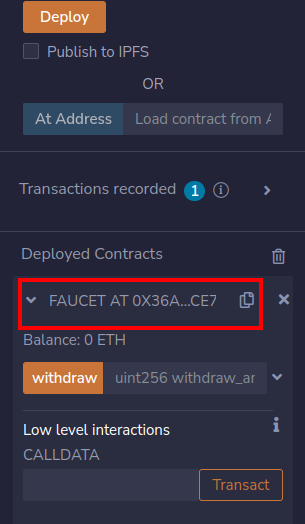 Deploy
Publish to IPFS
OR
At Address Load contract from A
Transactions recorded 1 i
Deployed Contracts
FAUCET AT 0X36A...CE7
Balance: 0 ETH
withdraw uint256 withdraw_an
Low level interactions i
CALLDATA
Transact